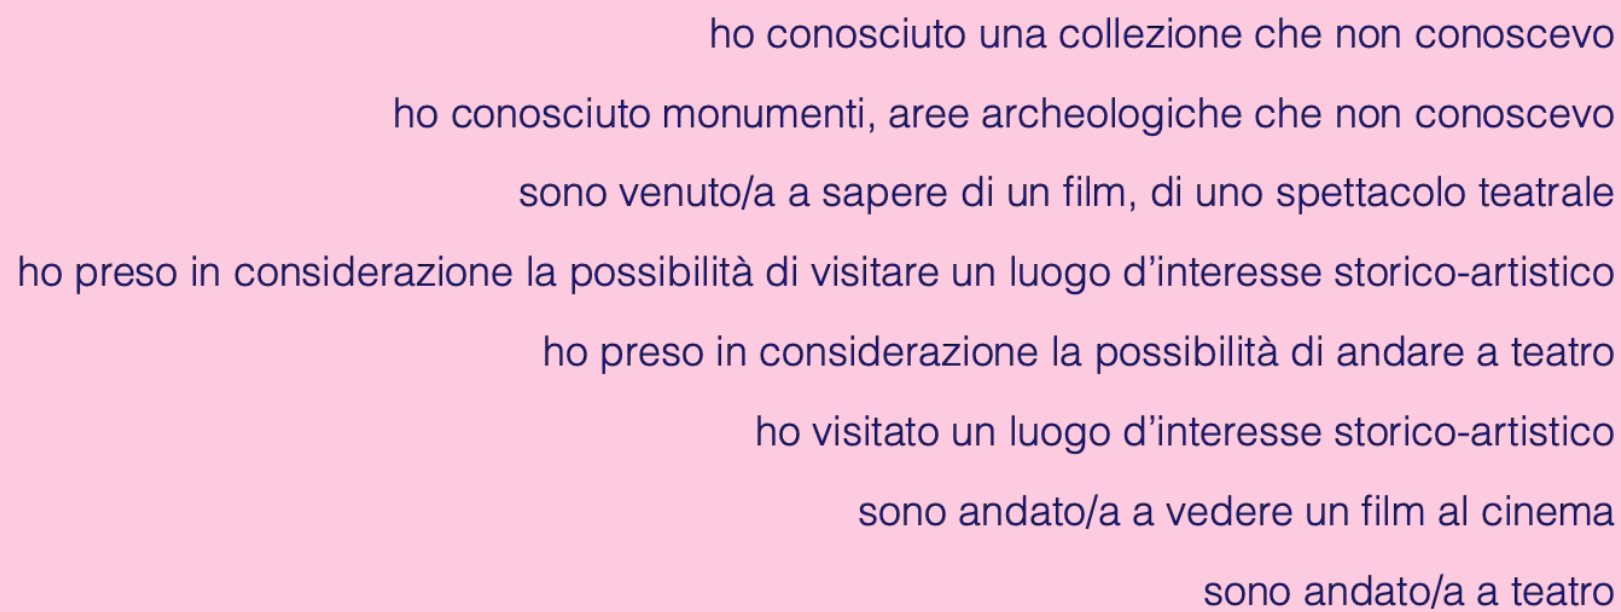 ho conosciuto una collezione che non conoscevo
ho conosciuto monumenti, aree archeologiche che non conoscevo
sono venuto/a a sapere di un film, di uno spettacolo teatrale
ho preso in considerazione la possibilità di visitare un luogo d’interesse storico-artistico
ho preso in considerazione la possibilità di andare a teatro
ho visitato un luogo d’interesse storico-artistico
sono andato/a a vedere un film al cinema
sono andato/a a teatro